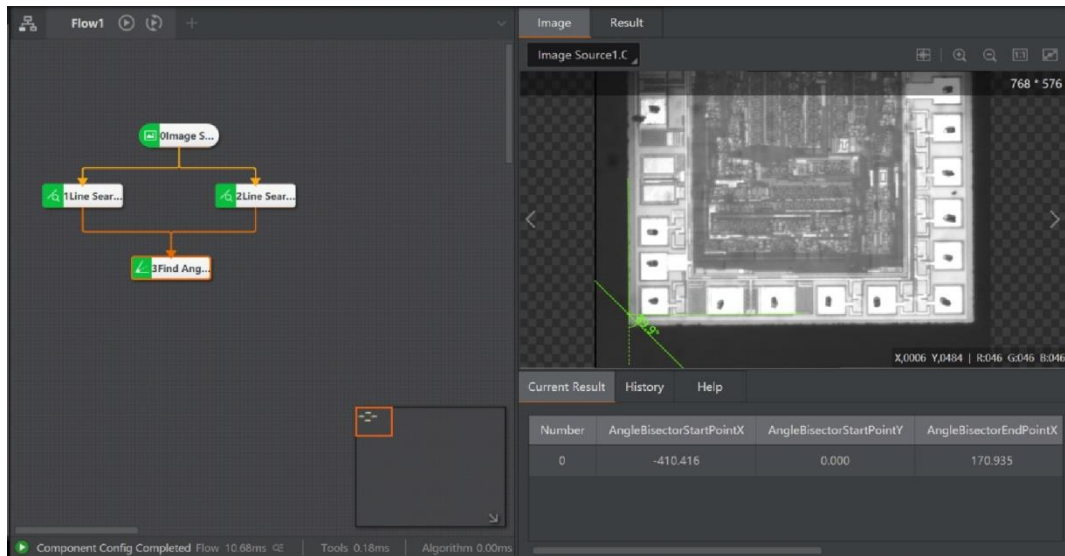 Flow1
Image
Result
Image Source1.C
768 * 576
0Image S...
1Line Sear...
2Line Sear...
3Find Ang...
X,0006 Y,0484 | R:046 G:046 B:046
Current Result
History
Help
Number
AngleBisectorStartPointX
AngleBisectorStartPointY
AngleBisectorEndPointX
0
-410.416
0.000
170.935
Component Config Completed Flow 10.68ms
Tools 0.18ms
Algorithm 0.00ms